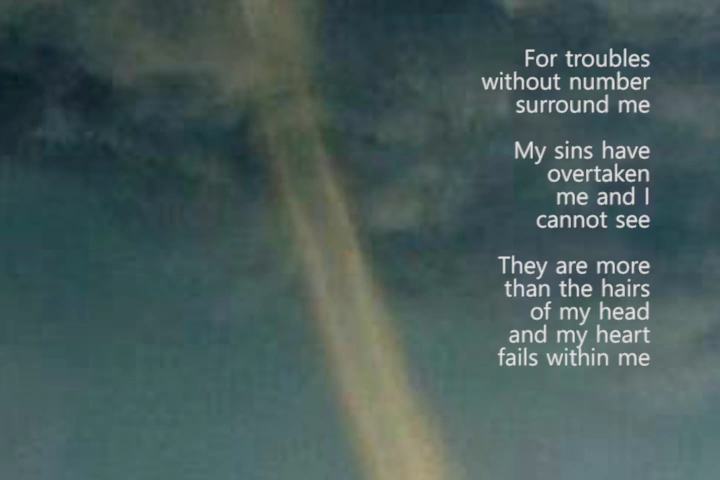 For troubles
without number
surround me
My sins have
overtaken
me and I
cannot see
They are more
than the hairs
of my head
and my heart
fails within me